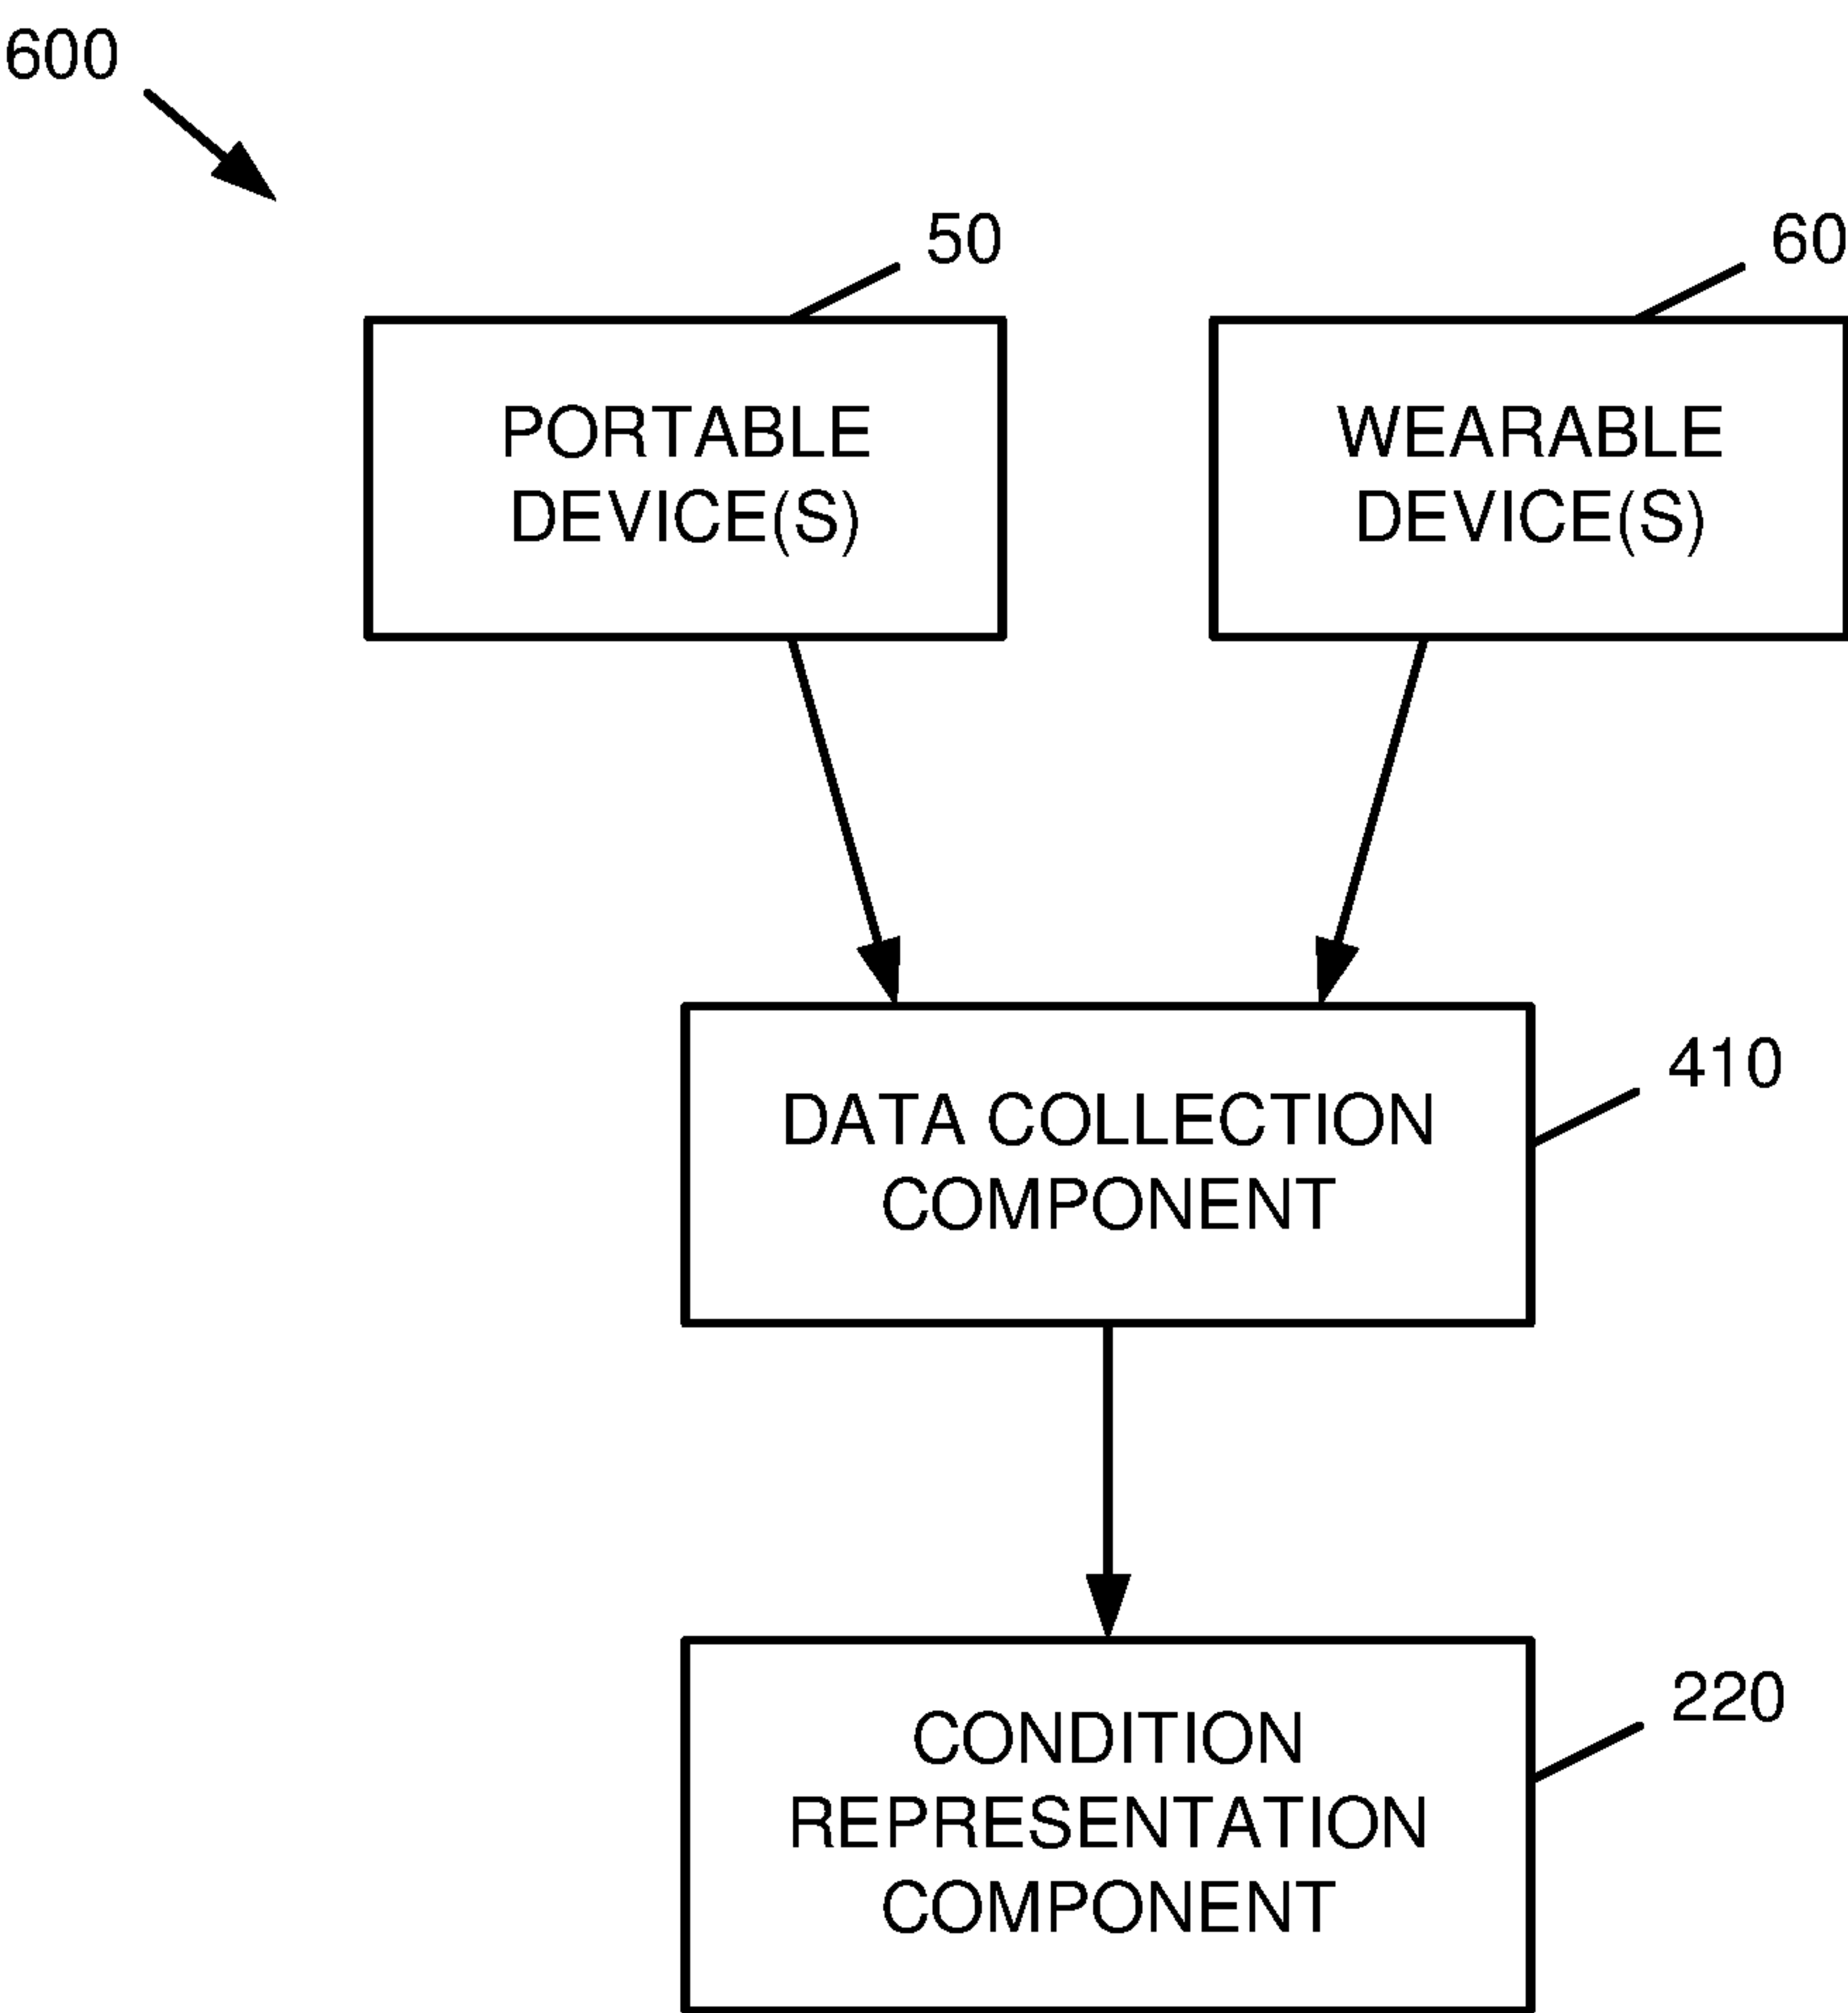 600
50
60
PORTABLE
DEVICE(S)
WEARABLE
DEVICE(S)
410
DATA COLLECTION
COMPONENT
220
CONDITION
REPRESENTATION
COMPONENT